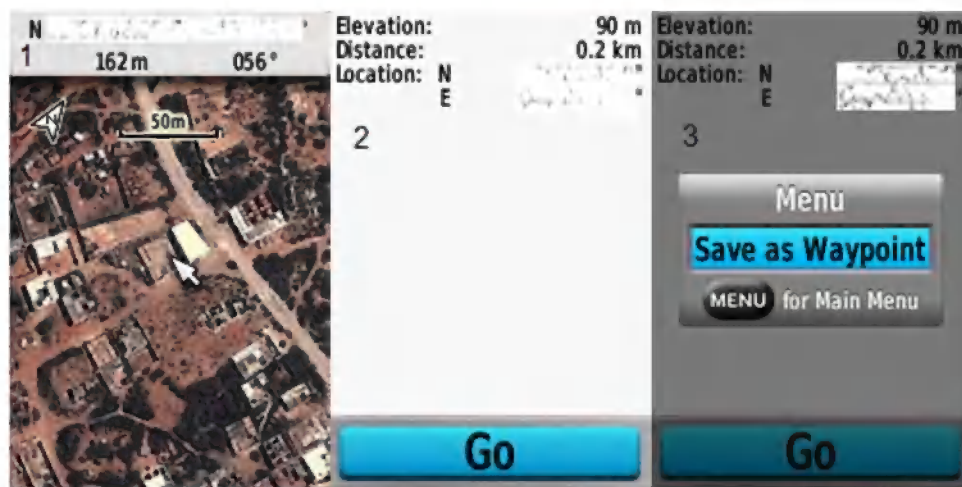 N
1
162m 056°
N
50m
Elevation: 90 m
Distance: 0.2 km
Location: N °
E
2
Go
Elevation: 90 m
Distance: 0.2 km
Location: N °
E
3
Menu
Save as Waypoint
MENU for Main Menu
Go